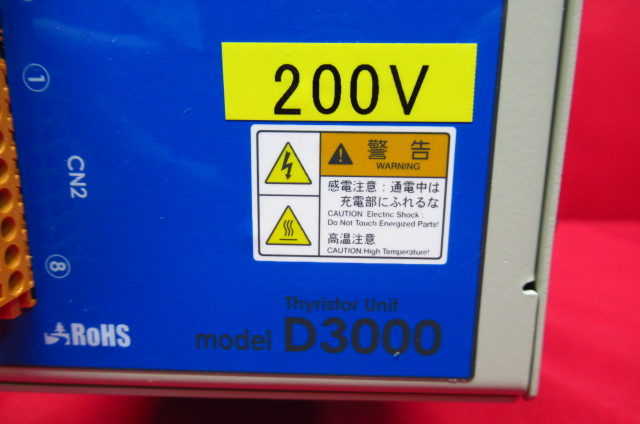 200V
①
警告
WARNING
感電注意：通電中は
充電部にふれるな
CAUTION Electric Shock :
Do Not Touch Energized Parts!
高温注意
CAUTION:High Temperature!
CN2
⑧
Thyristor Unit
model D3000
RoHS